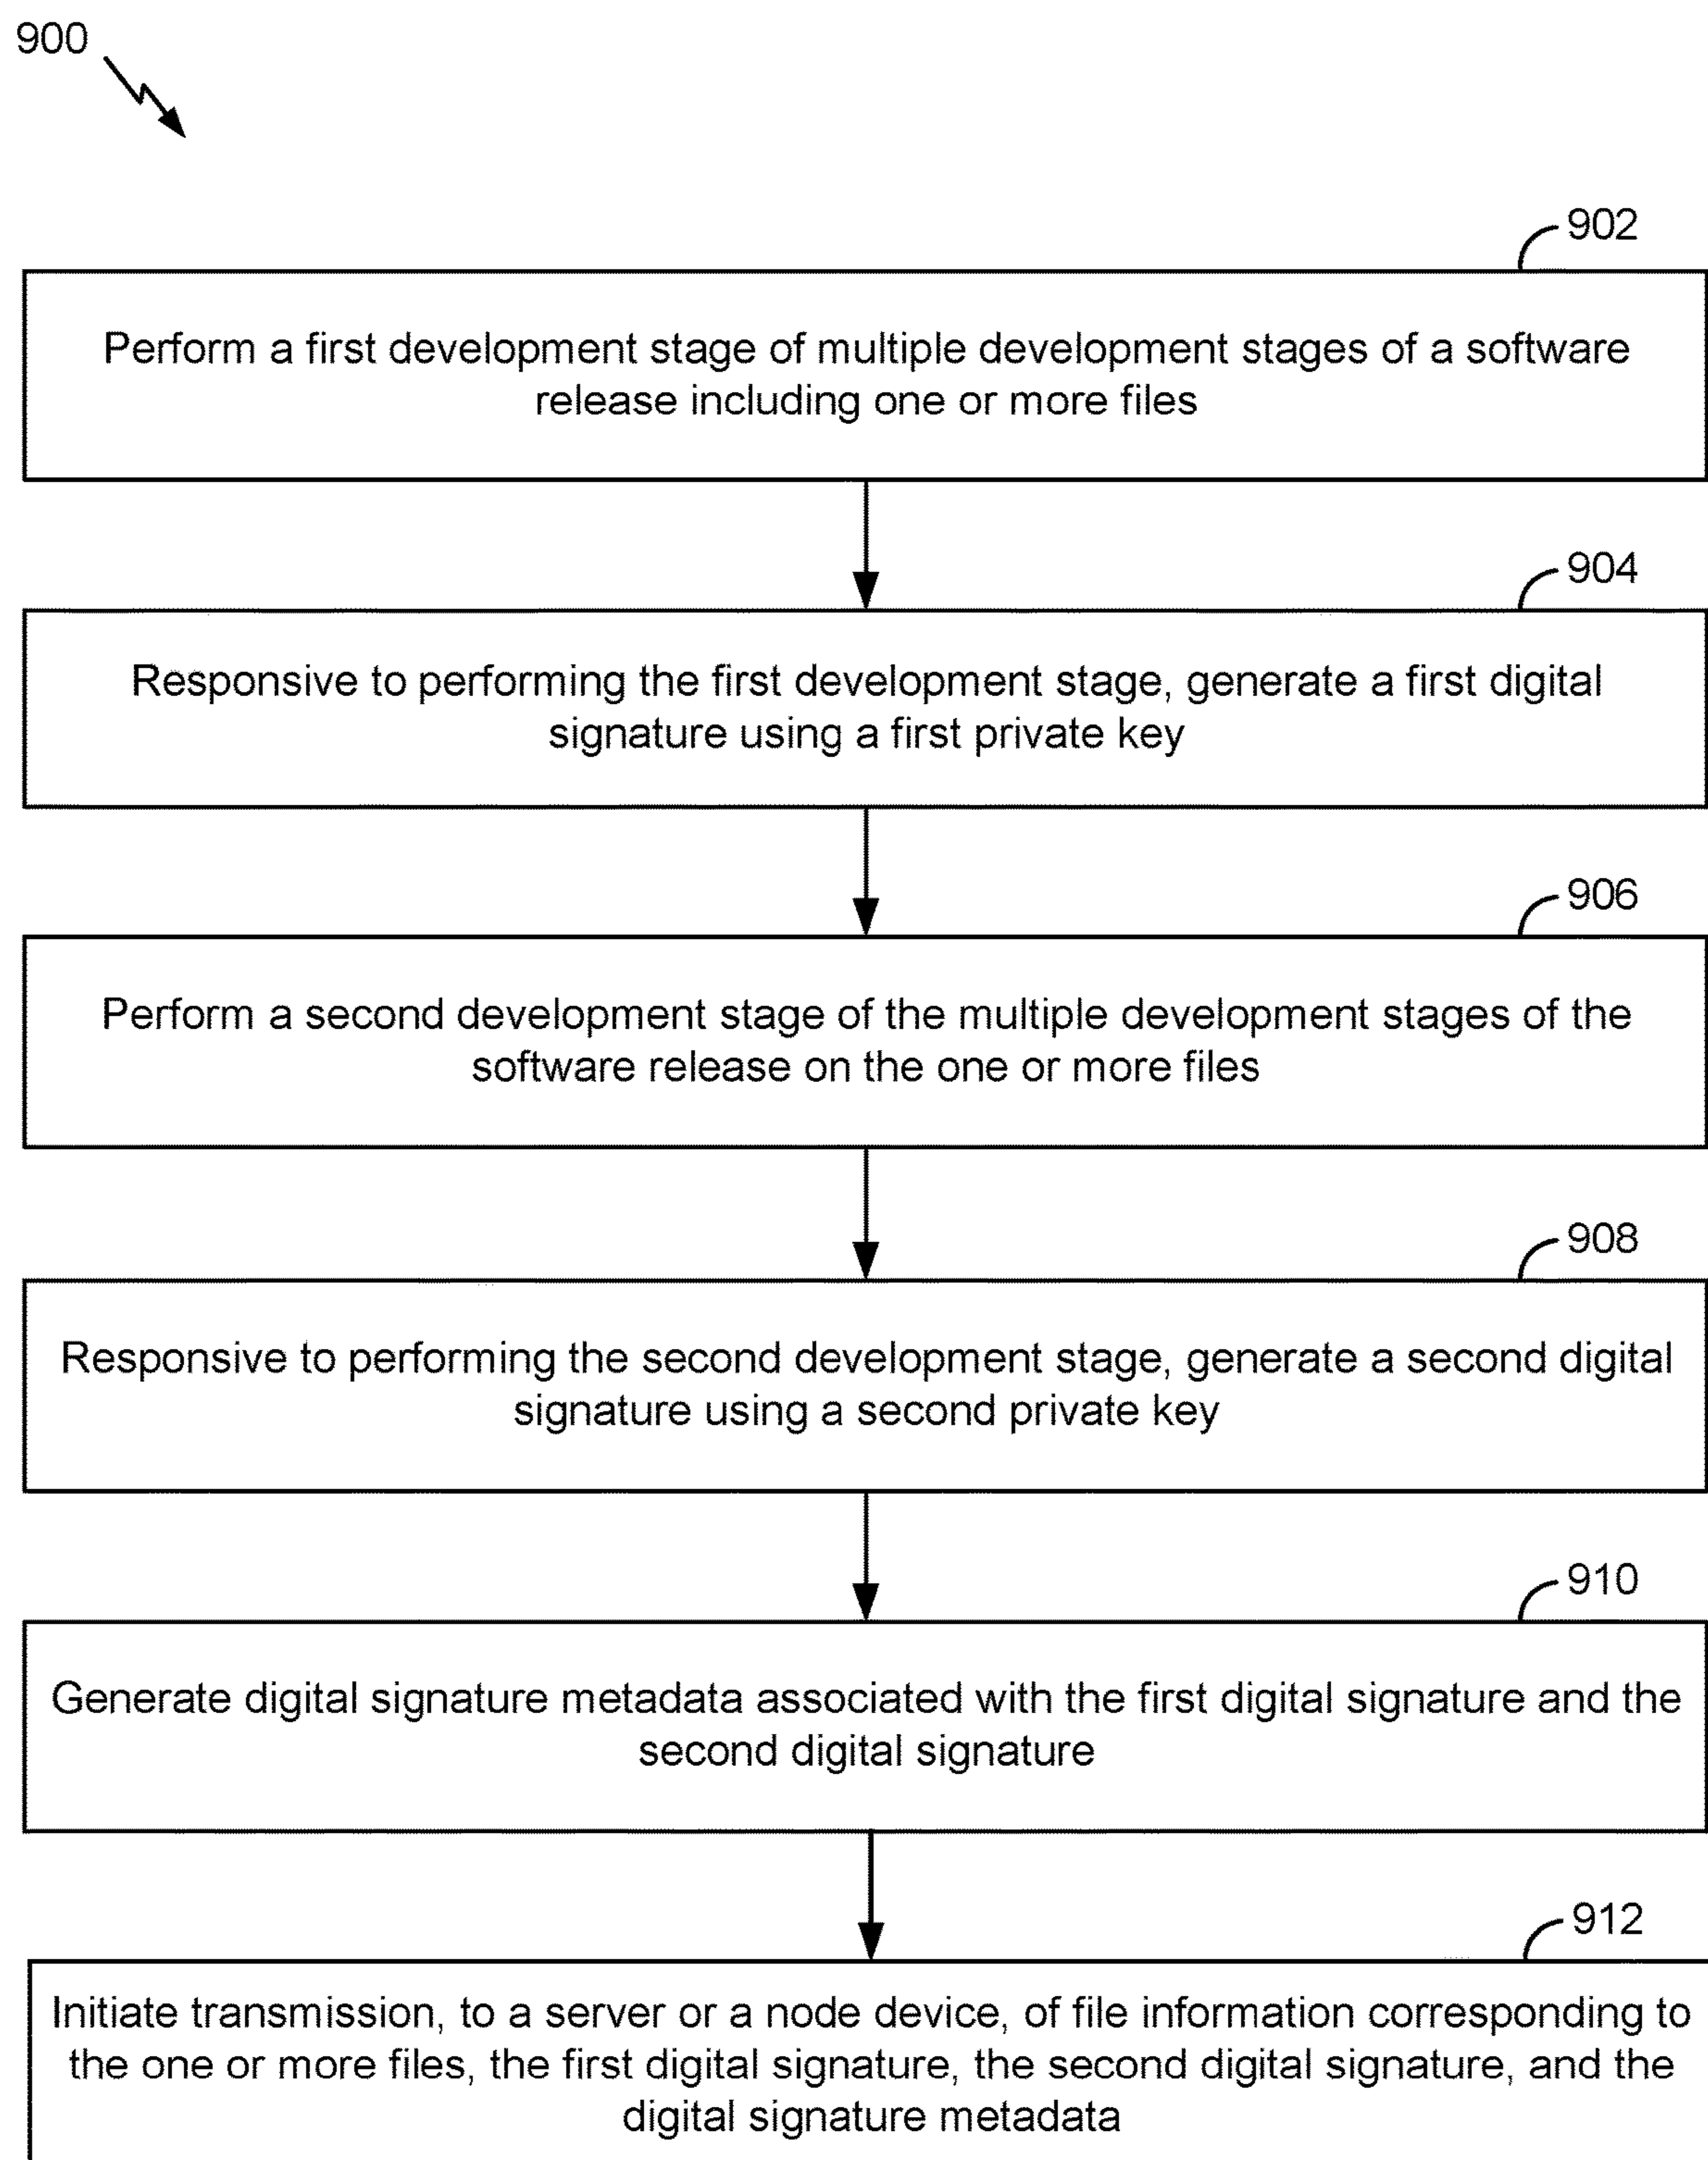 900
902
Perform a first development stage of multiple development stages of a software
release including one or more files
904
Responsive to performing the first development stage, generate a first digital
signature using a first private key
906
Perform a second development stage of the multiple development stages of the
software release on the one or more files
908
Responsive to performing the second development stage, generate a second digital
signature using a second private key
910
Generate digital signature metadata associated with the first digital signature and the
second digital signature
912
Initiate transmission, to a server or a node device, of file information corresponding to
the one or more files, the first digital signature, the second digital signature, and the
digital signature metadata